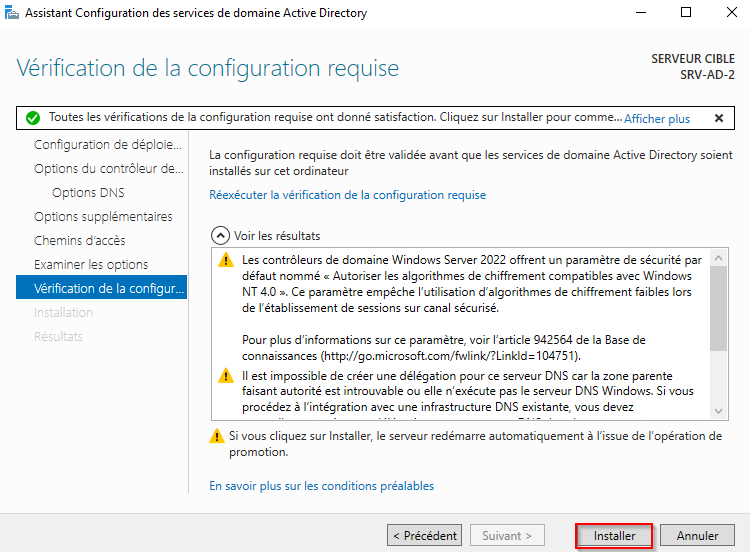 Assistant Configuration des services de domaine Active Directory
Vérification de la configuration requise
SERVEUR CIBLE
SRV-AD-2
Toutes les vérifications de la configuration requise ont donné satisfaction. Cliquez sur Installer pour comme... Afficher plus
Configuration de déploie...
Options du contrôleur de...
Options DNS
Options supplémentaires
Chemins d'accès
Examiner les options
Vérification de la configur...
Installation
Résultats
La configuration requise doit être validée avant que les services de domaine Active Directory soient
installés sur cet ordinateur
Réexécuter la vérification de la configuration requise
Voir les résultats
Les contrôleurs de domaine Windows Server 2022 offrent un paramètre de sécurité par
défaut nommé « Autoriser les algorithmes de chiffrement compatibles avec Windows
NT 4.0 ». Ce paramètre empêche l'utilisation d'algorithmes de chiffrement faibles lors
de l'établissement de sessions sur canal sécurisé.
Pour plus d'informations sur ce paramètre, voir l'article 942564 de la Base de
connaissances (http://go.microsoft.com/fwlink/?LinkId=104751).
Il est impossible de créer une délégation pour ce serveur DNS car la zone parente
faisant autorité est introuvable ou elle n'exécute pas le serveur DNS Windows. Si vous
procédez à l'intégration avec une infrastructure DNS existante, vous devez
Si vous cliquez sur Installer, le serveur redémarre automatiquement à l'issue de l'opération de
promotion.
En savoir plus sur les conditions préalables
< Précédent
Suivant >
Installer
Annuler